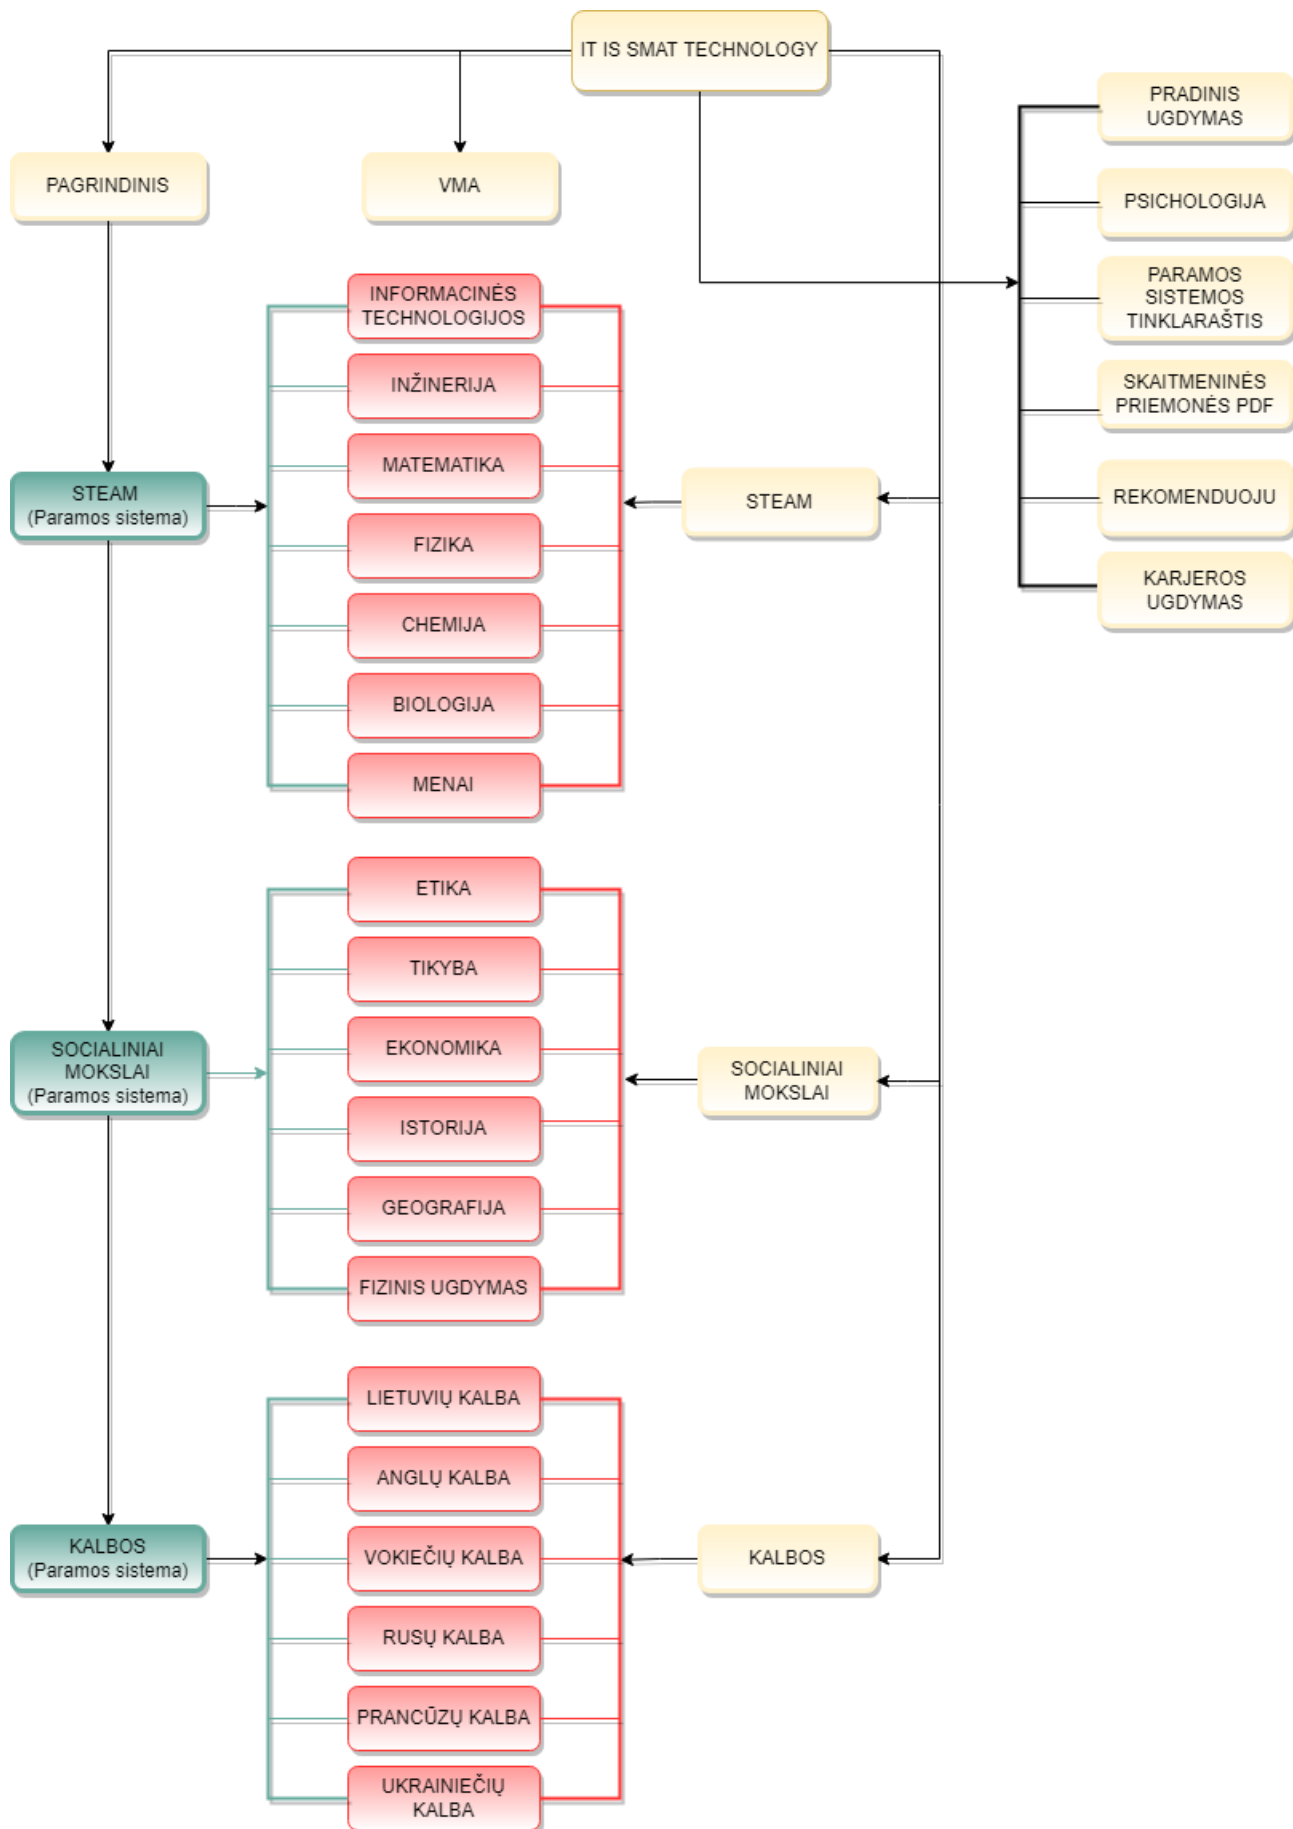 IT IS SMAT TECHNOLOGY
PAGRINDINIS
VMA
PRADINIS
UGDYMAS
PSICHOLOGIJA
PARAMOS
SISTEMOS
TINKLARAŠTIS
SKAITMENINĖS
PRIEMONĖS PDF
REKOMENDUOJU
KARJEROS
UGDYMAS
STEAM
(Paramos sistema)
INFORMACINĖS
TECHNOLOGIJOS
INŽINERIJA
MATEMATIKA
FIZIKA
CHEMIJA
BIOLOGIJA
MENAI
STEAM
SOCIALINIAI
MOKSLAI
(Paramos sistema)
ETIKA
TIKYBA
EKONOMIKA
ISTORIJA
GEOGRAFIJA
FIZINIS UGDYMAS
SOCIALINIAI
MOKSLAI
KALBOS
(Paramos sistema)
LIETUVIŲ KALBA
ANGLŲ KALBA
VOKIEČIŲ KALBA
RUSŲ KALBA
PRANCŪZŲ KALBA
UKRAINIEČIŲ
KALBA
KALBOS